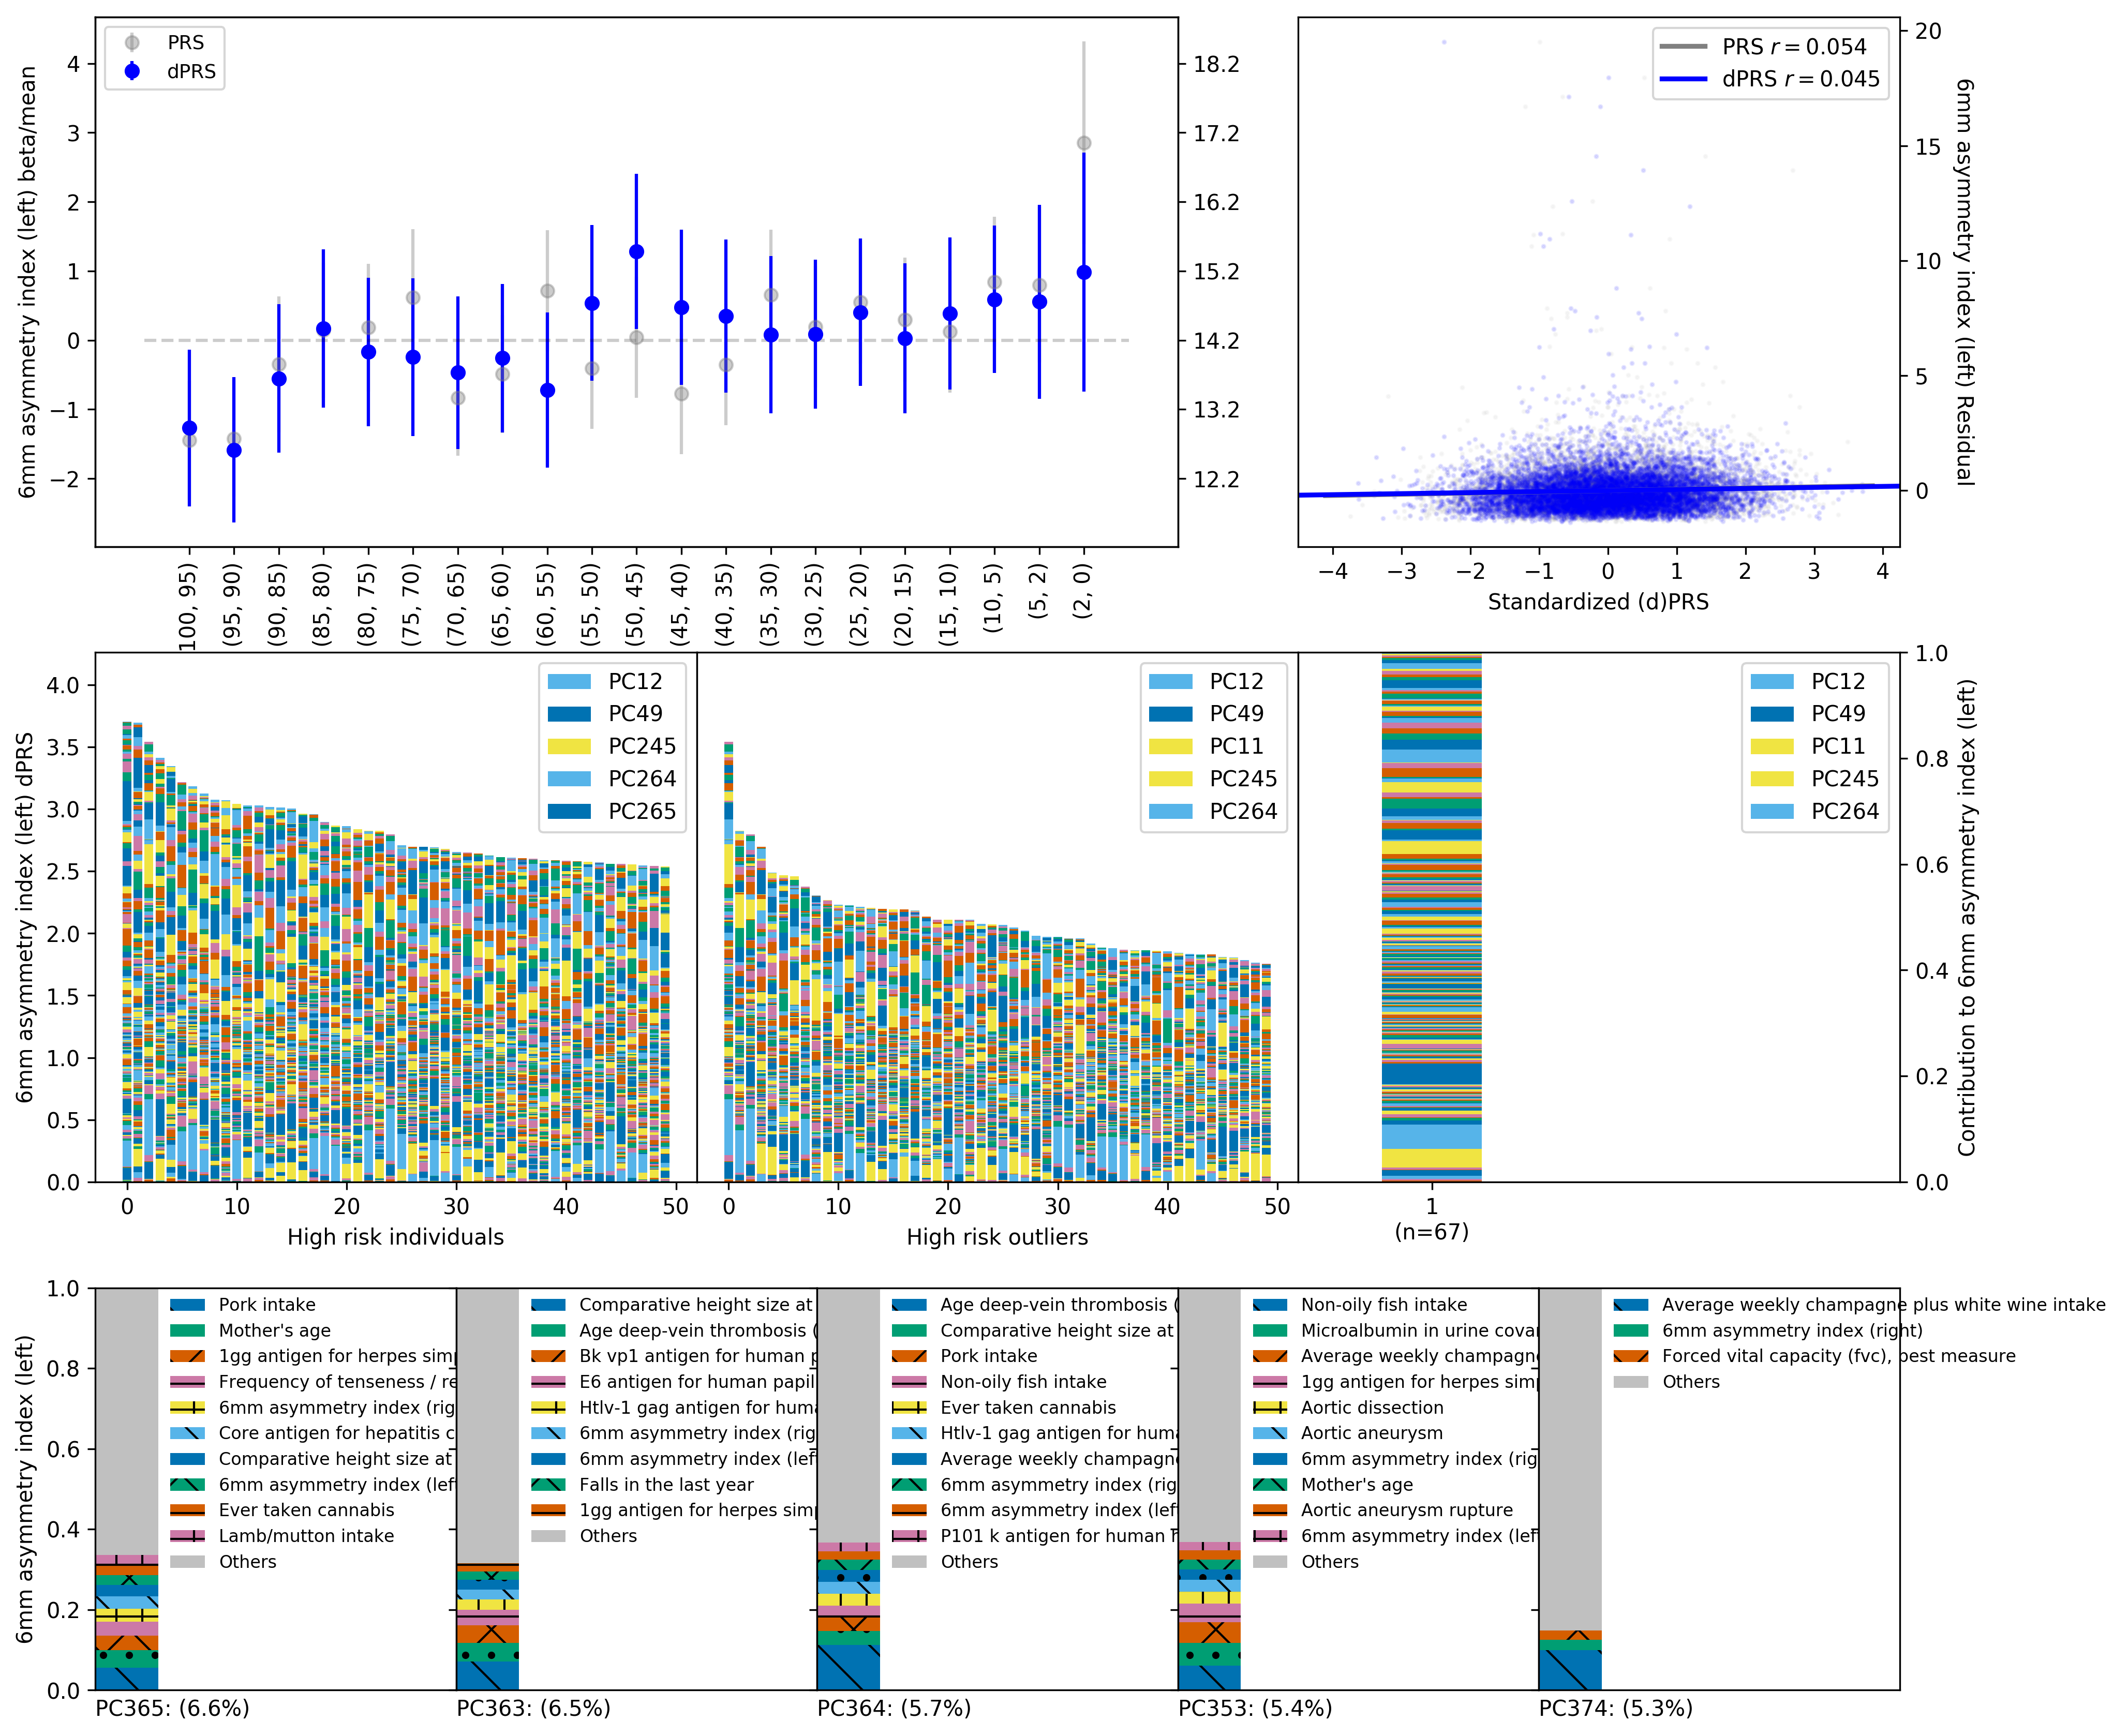 6mm asymmetry index (left) beta/mean
4
3
2
1
0
−1
−2
PRS
dPRS
18.2
17.2
16.2
15.2
14.2
13.2
12.2
100, 95)
(95, 90)
(90, 85)
(85, 80)
(80, 75)
(75, 70)
(70, 65)
(65, 60)
(60, 55)
(55, 50)
(50, 45)
(45, 40)
(40, 35)
(35, 30)
(30, 25)
(25, 20)
(20, 15)
(15, 10)
(10, 5)
(5, 2)
(2, 0)
PRS r = 0.054
dPRS r = 0.045
20
15
10
5
0
6mm asymmetry index (left) Residual
−4 −3 −2 −1 0 1 2 3 4
Standardized (d)PRS
6mm asymmetry index (left) dPRS
4.0
3.5
3.0
2.5
2.0
1.5
1.0
0.5
0.0
PC12
PC49
PC245
PC264
PC265
0 10 20 30 40 50
High risk individuals
PC12
PC49
PC11
PC245
PC264
0 10 20 30 40 50
High risk outliers
PC12
PC49
PC11
PC245
PC264
1
(n=67)
1.0
0.8
0.6
0.4
0.2
0.0
Contribution to 6mm asymmetry index (left)
6mm asymmetry index (left)
1.0
0.8
0.6
0.4
0.2
0.0
Pork intake
Mother's age
1gg antigen for herpes simp
Frequency of tenseness / re
6mm asymmetry index (rig
Core antigen for hepatitis c
Comparative height size at
6mm asymmetry index (left
Ever taken cannabis
Lamb/mutton intake
Others
PC365: (6.6%)
Comparative height size at
Age deep-vein thrombosis (
Bk vp1 antigen for human p
E6 antigen for human papil
Htlv-1 gag antigen for huma
6mm asymmetry index (rig
6mm asymmetry index (left
Falls in the last year
1gg antigen for herpes simp
Others
PC363: (6.5%)
Age deep-vein thrombosis (
Comparative height size at
Pork intake
Non-oily fish intake
Ever taken cannabis
Htlv-1 gag antigen for huma
Average weekly champagne
6mm asymmetry index (rig
6mm asymmetry index (left
P101 k antigen for human h
Others
PC364: (5.7%)
Non-oily fish intake
Microalbumin in urine covar
Average weekly champagne
1gg antigen for herpes simp
Aortic dissection
Aortic aneurysm
6mm asymmetry index (rig
Mother's age
Aortic aneurysm rupture
6mm asymmetry index (left
Others
PC353: (5.4%)
Average weekly champagne plus white wine intake
6mm asymmetry index (right)
Forced vital capacity (fvc), best measure
Others
PC374: (5.3%)